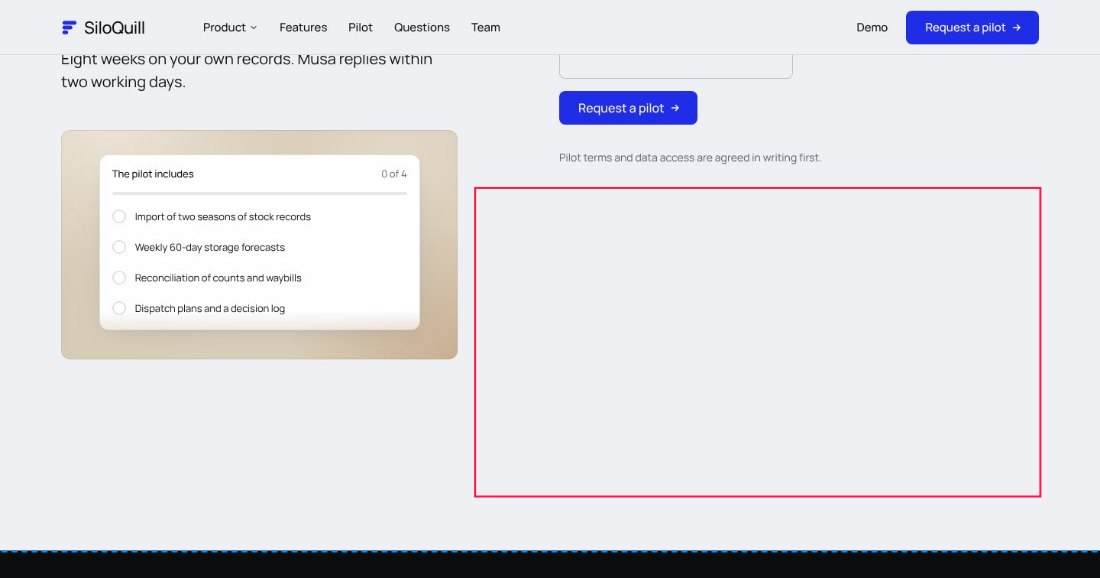 SiloQuill
Product
Features
Pilot
Questions
Team
Demo
Request a pilot →
Eight weeks on your own records. Musa replies within
two working days.
Request a pilot →
Pilot terms and data access are agreed in writing first.
The pilot includes
0 of 4
Import of two seasons of stock records
Weekly 60-day storage forecasts
Reconciliation of counts and waybills
Dispatch plans and a decision log